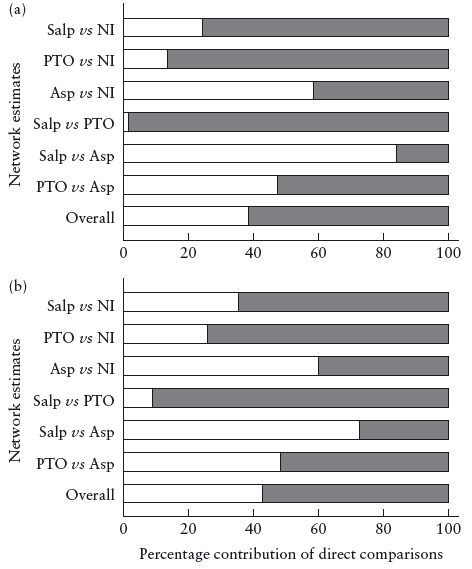 (a)
Network estimates
Salp vs NI
PTO vs NI
Asp vs NI
Salp vs PTO
Salp vs Asp
PTO vs Asp
Overall
0 20 40 60 80 100
(b)
Network estimates
Salp vs NI
PTO vs NI
Asp vs NI
Salp vs PTO
Salp vs Asp
PTO vs Asp
Overall
0 20 40 60 80 100
Percentage contribution of direct comparisons